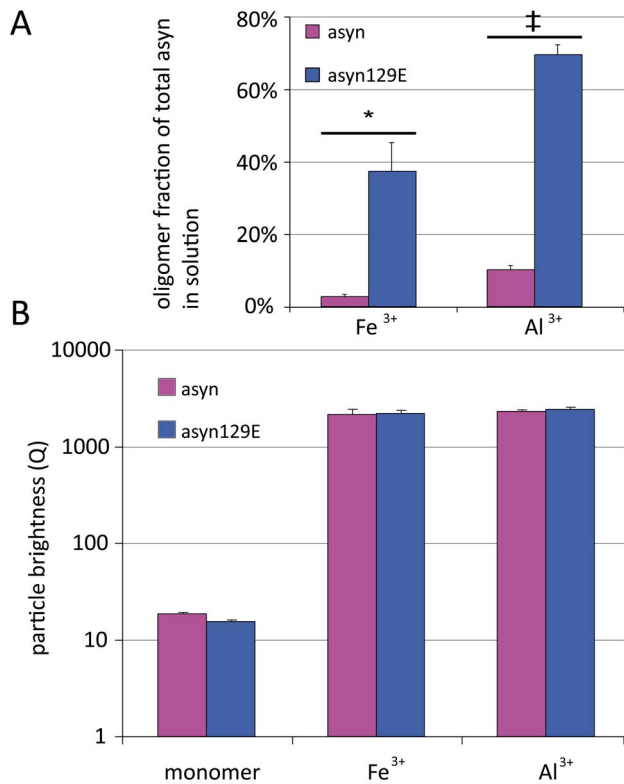 A
oligomer fraction of total asyn
in solution
80%
60%
40%
20%
0%
asyn
asyn129E
*
‡
Fe 3+
Al 3+
B
particle brightness (Q)
10000
1000
100
10
1
asyn
asyn129E
monomer
Fe 3+
Al 3+